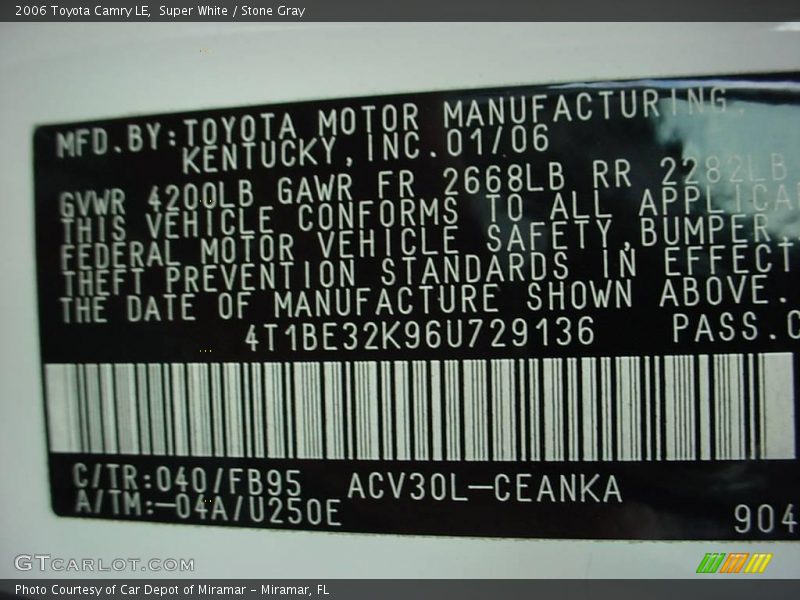 2006 Toyota Camry LE,  Super White / Stone Gray
MFD.BY:TOYOTA MOTOR MANUFACTURING,
KENTUCKY,INC.01/06
GVWR 4200LB GAWR FR 2668LB RR 2282LB
THIS VEHICLE CONFORMS TO ALL APPLICA
FEDERAL MOTOR VEHICLE SAFETY,BUMPER,
THEFT PREVENTION STANDARDS IN EFFECT
THE DATE OF MANUFACTURE SHOWN ABOVE.
4T1BE32K96U729136 PASS.C
C/TR:040/FB95 ACV30L-CEANKA
A/TM:-04A/U250E
904
GTCARLOT.COM
Photo Courtesy of Car Depot of Miramar - Miramar, FL